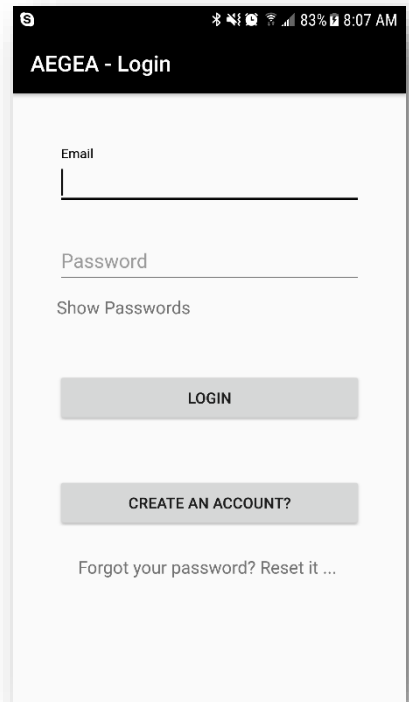 83% 8:07 AM
AEGEA - Login
Email
Password
Show Passwords
LOGIN
CREATE AN ACCOUNT?
Forgot your password? Reset it ...